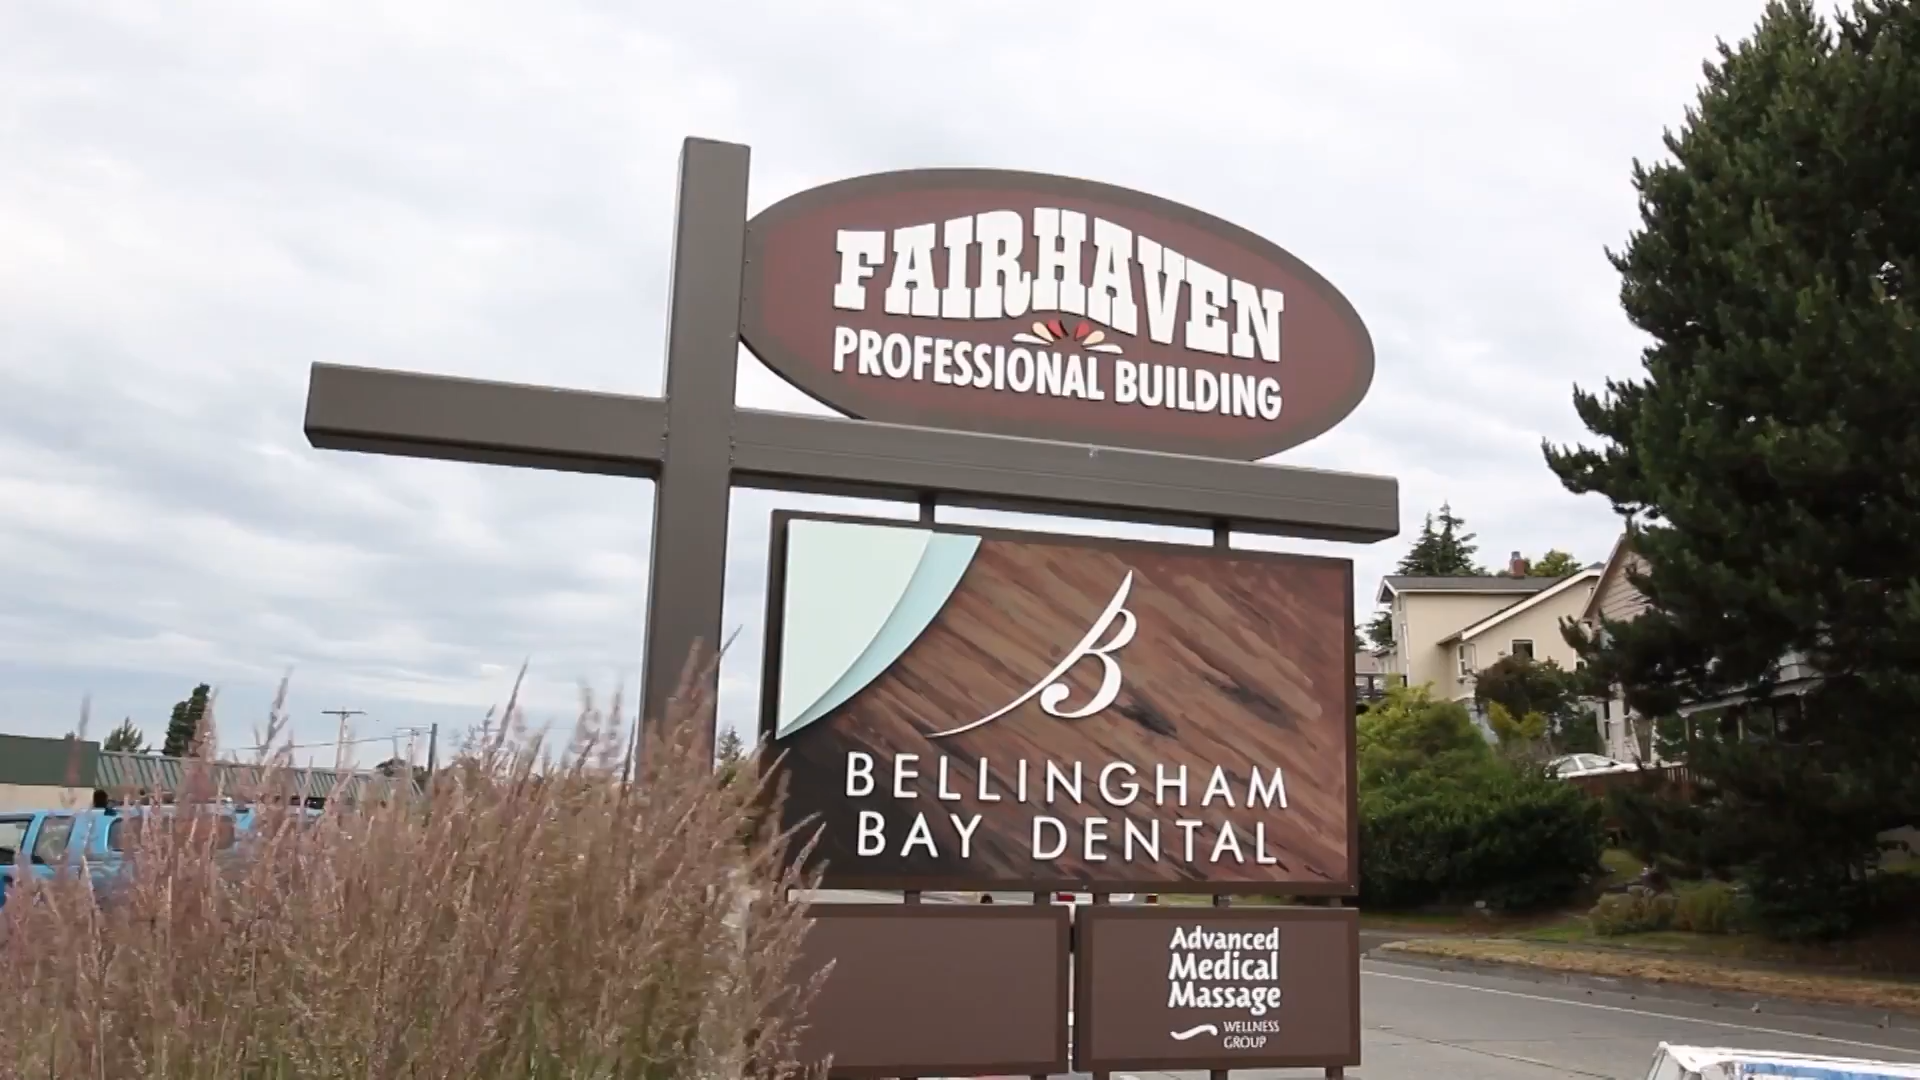 FAIRHAVEN
PROFESSIONAL BUILDING
B
BELLINGHAM
BAY DENTAL
Advanced
Medical
Massage
WELLNESS
GROUP